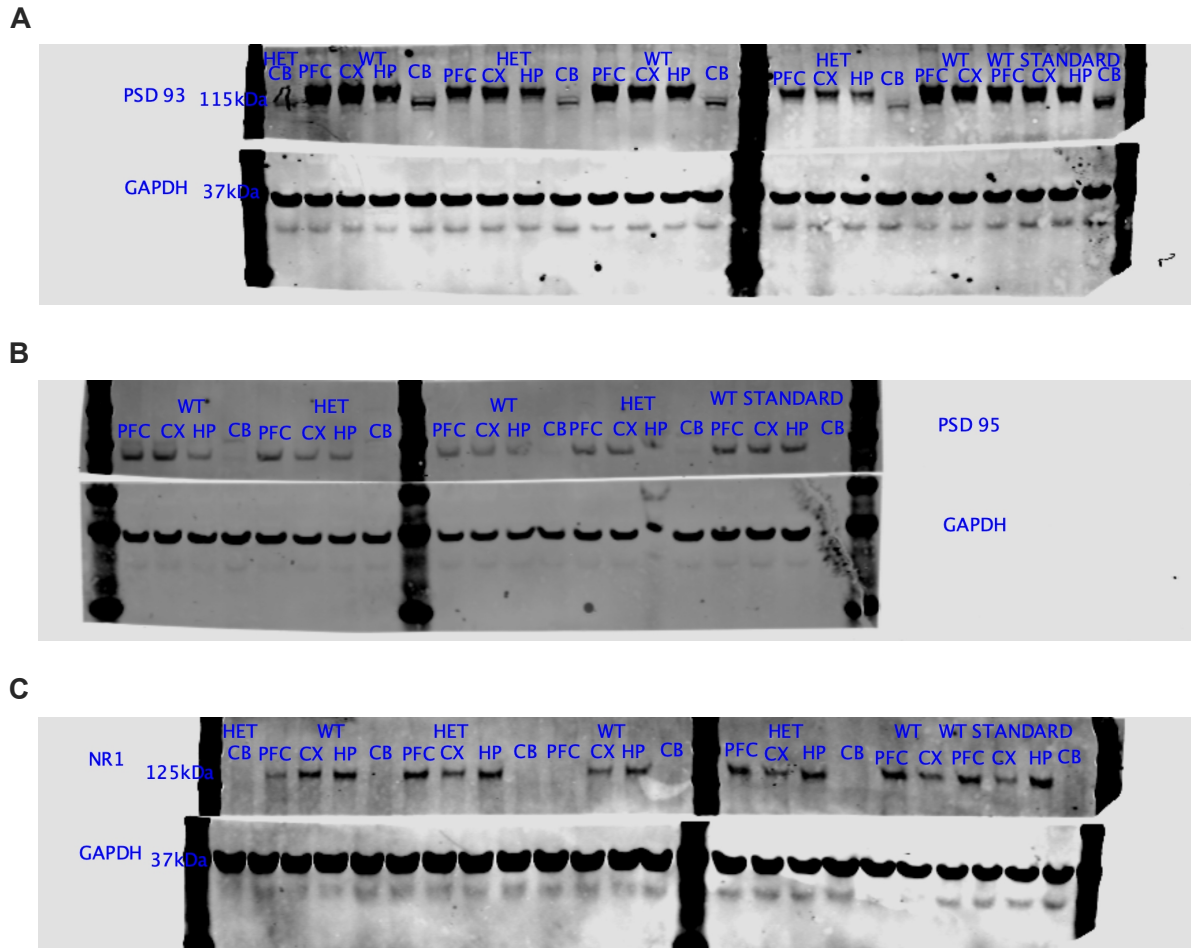 A
HET WT HET WT HET WT WT STANDARD
CB PFC CX HP CB PFC CX HP CB PFC CX HP CB PFC CX HP CB PFC CX PFC CX HP CB
PSD 93 115kDa
GAPDH 37kDa
B
WT HET WT HET WT STANDARD
PFC CX HP CB PFC CX HP CB PFC CX HP CB PFC CX HP CB PFC CX HP CB
PSD 95
GAPDH
C
HET WT HET WT HET WT WT STANDARD
CB PFC CX HP CB PFC CX HP CB PFC CX HP CB PFC CX HP CB PFC CX PFC CX HP CB
NR1 125kDa
GAPDH 37kDa